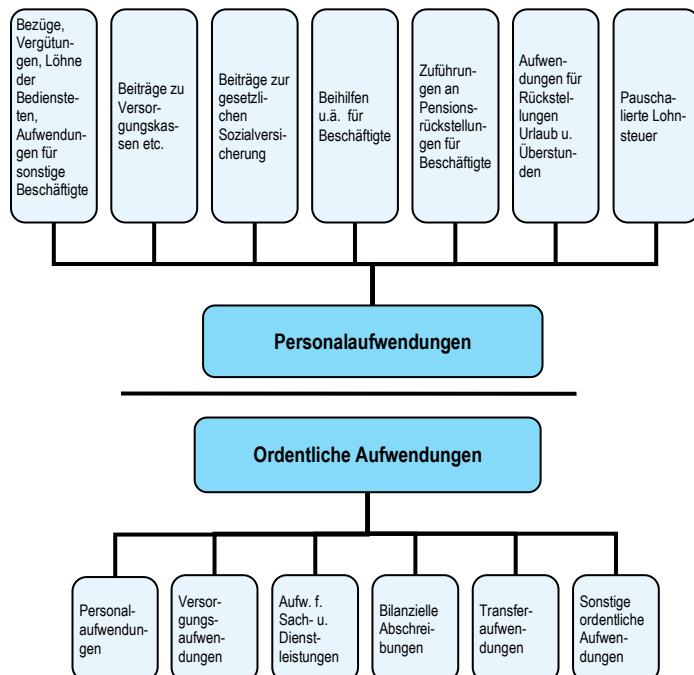 Bezüge,
Vergütun-
gen, Löhne
der
Bedienste-
ten,
Aufwendun-
gen für
sonstige
Beschäftigte
Beiträge zu
Versor-
gungskas-
sen etc.
Beiträge zur
gesetzli-
chen
Sozialversi-
cherung
Beihilfen
u.ä. für
Beschäftigte
Zuführun-
gen an
Pensions-
rückstellun-
gen für
Beschäftigte
Aufwen-
dungen für
Rückstel-
lungen
Urlaub u.
Überstun-
den
Pauscha-
lierte Lohn-
steuer
Personalaufwendungen
Ordentliche Aufwendungen
Personal-
aufwendun-
gen
Versor-
gungs-
aufwen-
dungen
Aufw. f.
Sach- u.
Dienst-
leistungen
Bilanzielle
Abschrei-
bungen
Transfer-
aufwen-
dungen
Sonstige
ordentliche
Aufwen-
dungen